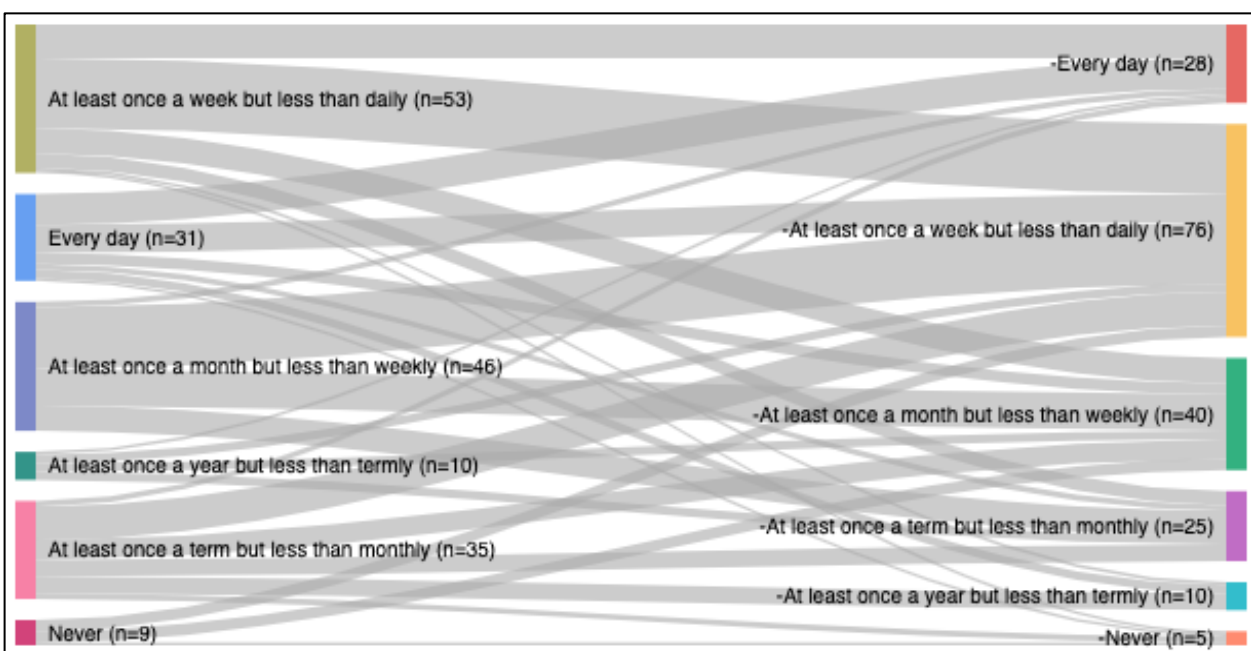 -Every day (n=28)
At least once a week but less than daily (n=53)
-At least once a week but less than daily (n=76)
Every day (n=31)
At least once a month but less than weekly (n=46)
-At least once a month but less than weekly (n=40)
At least once a year but less than termly (n=10)
-At least once a term but less than monthly (n=25)
At least once a term but less than monthly (n=35)
-At least once a year but less than termly (n=10)
Never (n=9)
-Never (n=5)